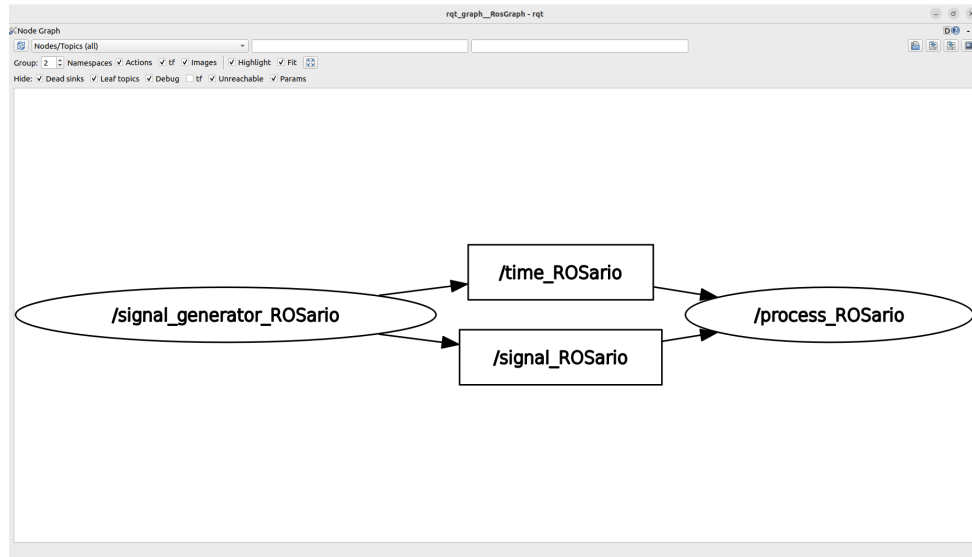 rqt_graph__RosGraph - rqt
Node Graph
D
-
Nodes/Topics (all)
Group: 2 Namespaces Actions tf Images Highlight Fit
Hide: Dead sinks Leaf topics Debug tf Unreachable Params
/time_ROSario
/signal_generator_ROSario
/process_ROSario
/signal_ROSario